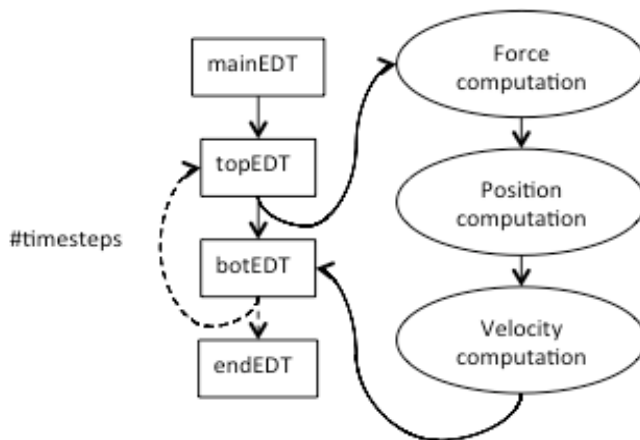 mainEDT
topEDT
#timesteps
botEDT
endEDT
Force
computation
Position
computation
Velocity
computation